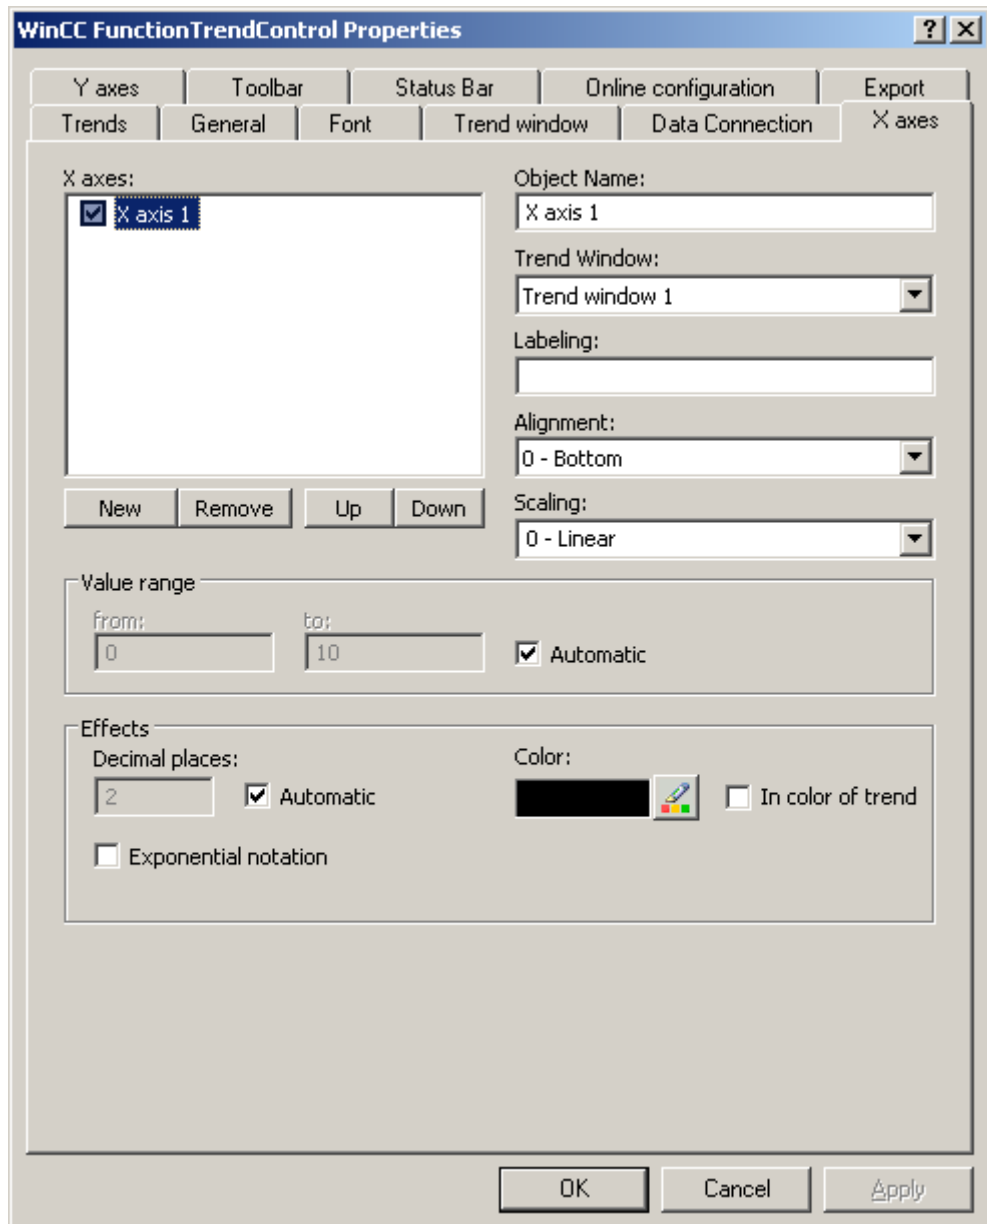 WinCC FunctionTrendControl Properties
Y axes Toolbar Status Bar Online configuration Export
Trends General Font Trend window Data Connection X axes
X axes:
X axis 1
New Remove Up Down
Object Name:
X axis 1
Trend Window:
Trend window 1
Labeling:
Alignment:
0 - Bottom
Scaling:
0 - Linear
Value range
from: to:
0 10 Automatic
Effects
Decimal places:
2 Automatic
Exponential notation
Color:
In color of trend
OK Cancel Apply